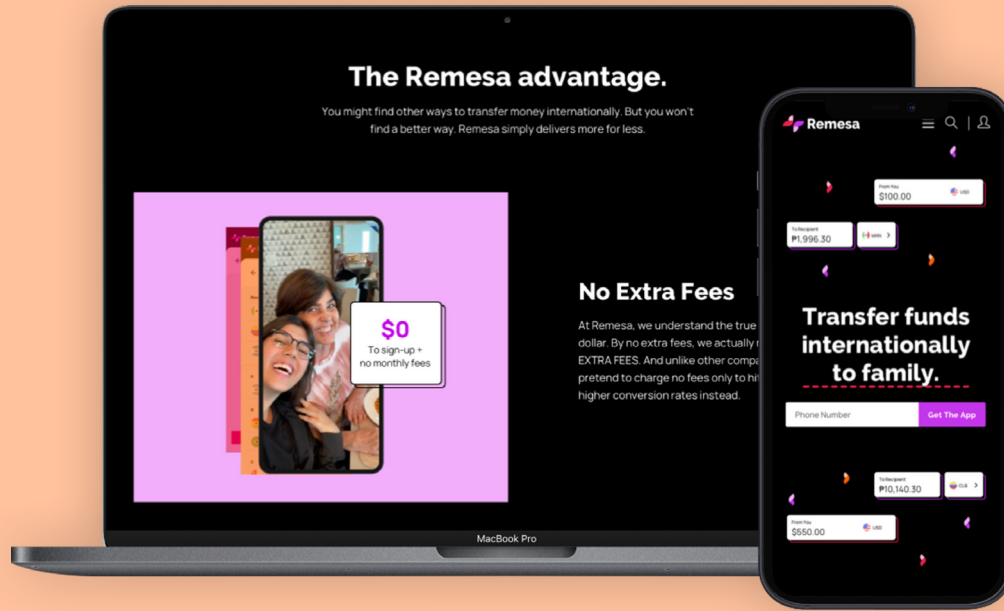 The Remesa advantage.
You might find other ways to transfer money internationally. But you won't
find a better way. Remesa simply delivers more for less.
$0
To sign-up +
no monthly fees
No Extra Fees
At Remesa, we understand the true
dollar. By no extra fees, we actually
EXTRA FEES. And unlike other
pretend to charge no fees only to
higher conversion rates instead.
MacBook Pro
Remesa
From You
$100.00
USD
To Recipient
₱1,996.30
MXN
Transfer funds
internationally
to family.
Phone Number
Get The App
To Recipient
₱10,140.30
From You
$550.00
USD